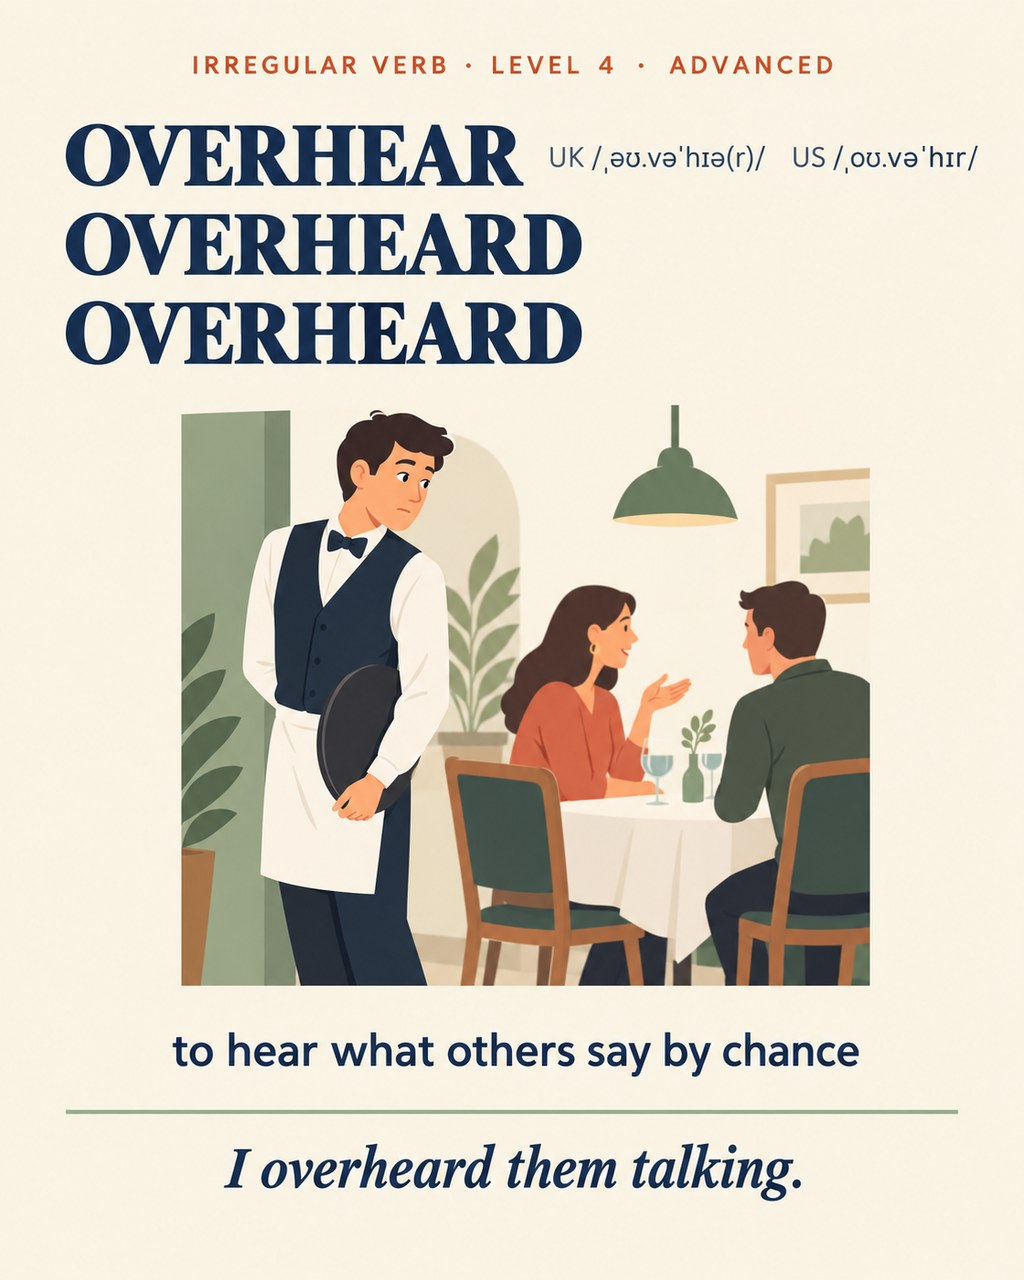 IRREGULAR VERB · LEVEL 4 · ADVANCED
OVERHEAR UK /ˌəʊ.vəˈhɪə(r)/ US /ˌoʊ.vəˈhɪr/
OVERHEARD
OVERHEARD
to hear what others say by chance
I overheard them talking.